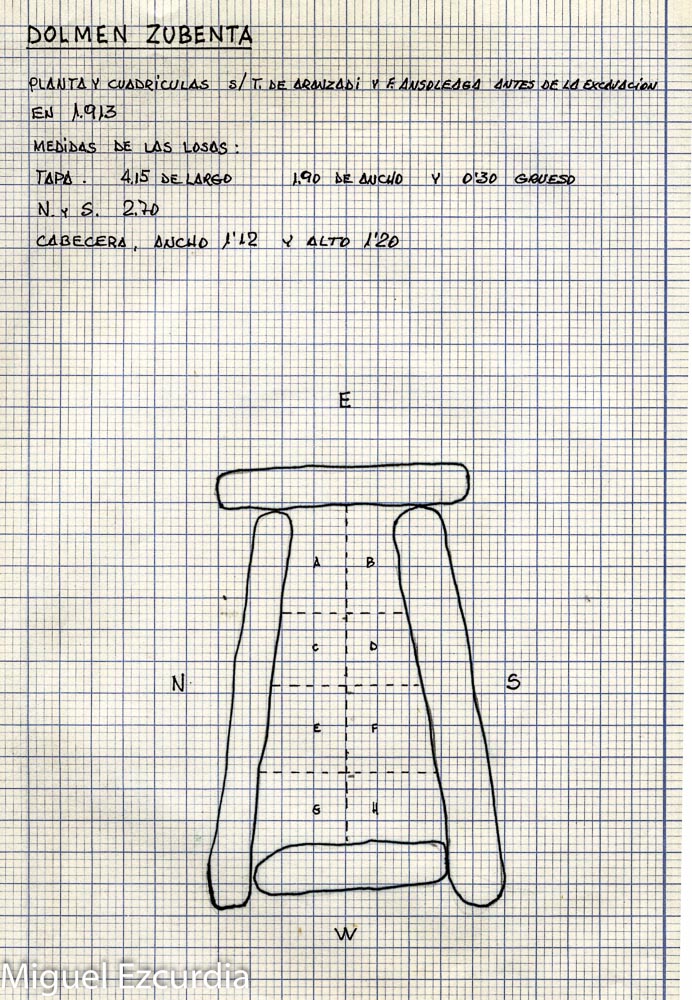 DOLMEN ZUBENTA
PLANTA Y CUADRÍCULAS S/ T. DE ARANZADI Y F. ANSOLEAGA ANTES DE LA EXCAVACIÓN
EN 1.913
MEDIDAS DE LAS LOSAS:
TAPA. 4,15 DE LARGO 1,90 DE ANCHO Y 0'30 GRUESO
N. Y S. 2,70
CABECERA, ANCHO 1'12 Y ALTO 1'20
E
A B
C D
N. S
E F
G H
W
Miguel Ezcurdia